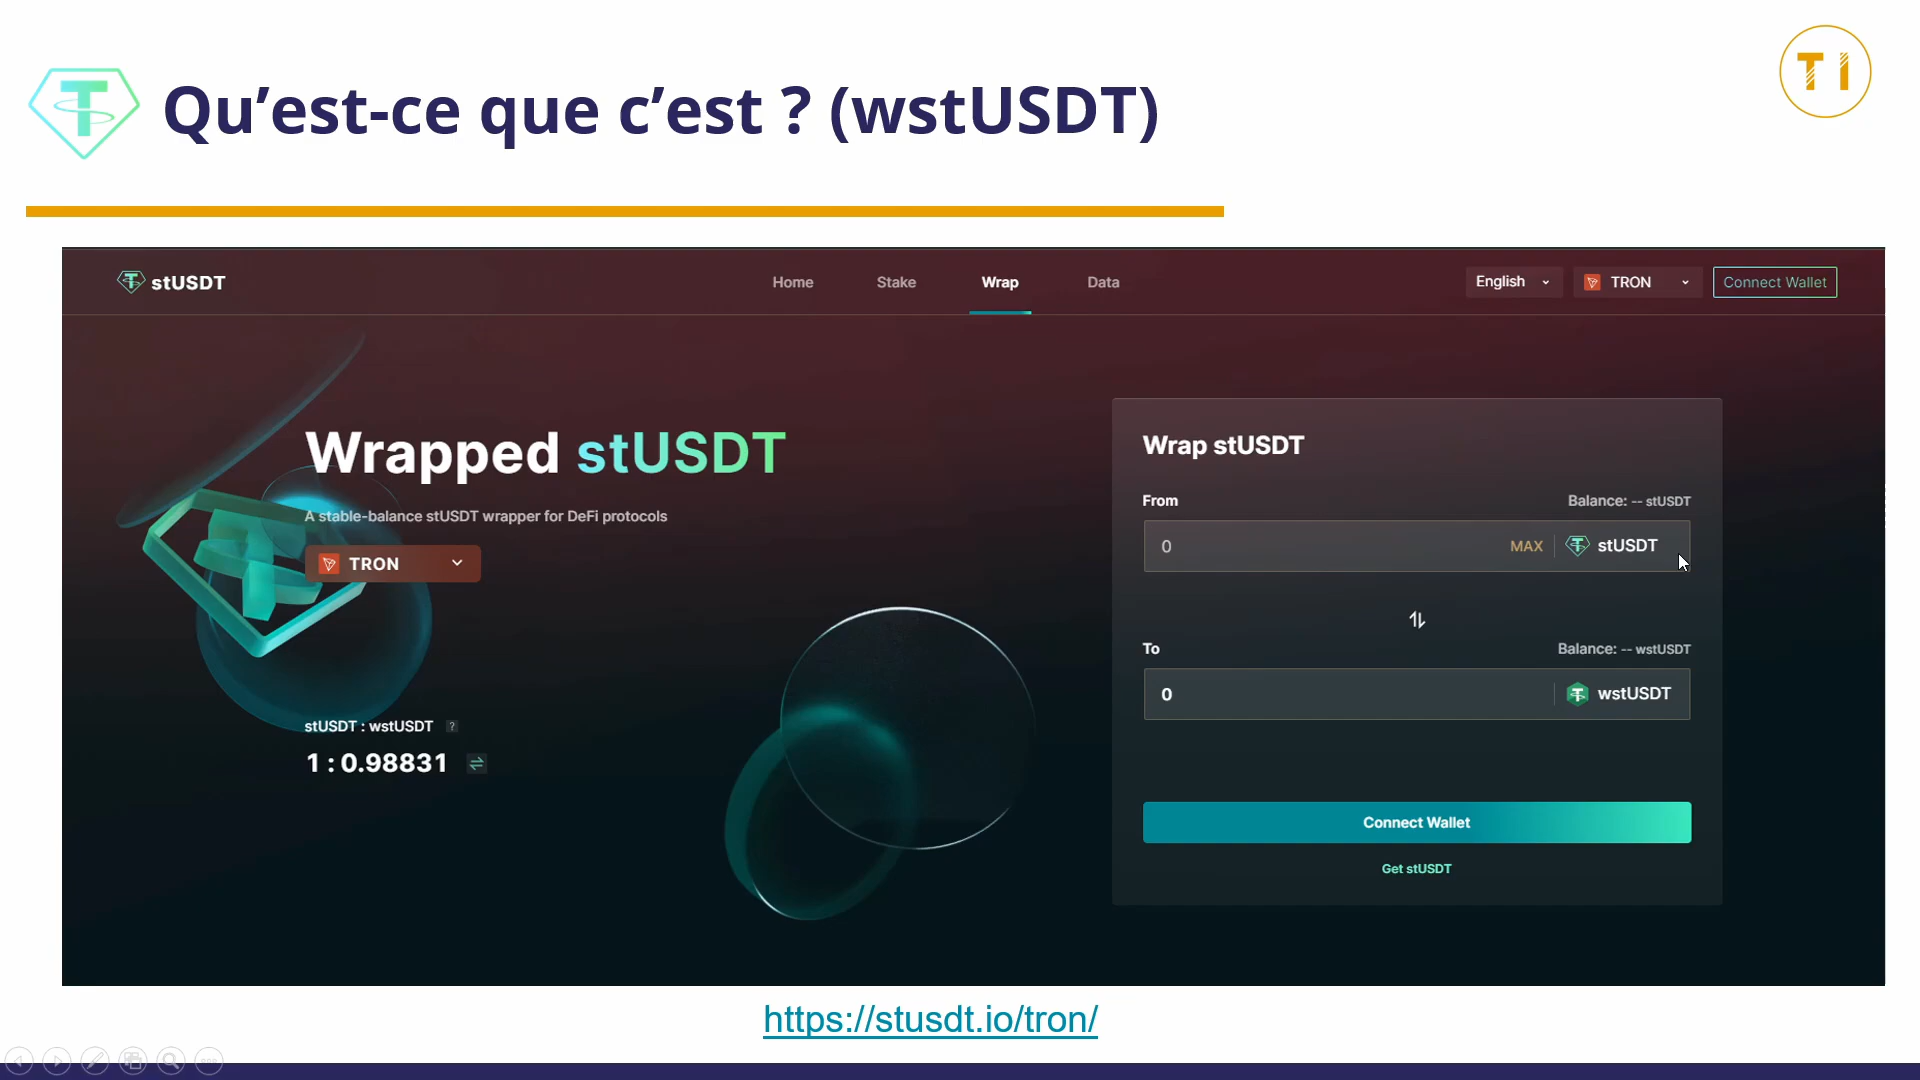 Qu’est-ce que c’est ? (wstUSDT)
TI
stUSDT
Home
Stake
Wrap
Data
English
TRON
Connect Wallet
Wrapped stUSDT
A stable-balance stUSDT wrapper for DeFi protocols
TRON
stUSDT : wstUSDT ?
1 : 0.98831
Wrap stUSDT
From
Balance: -- stUSDT
0
MAX
stUSDT
To
Balance: -- wstUSDT
0
wstUSDT
Connect Wallet
Get stUSDT
https://stusdt.io/tron/